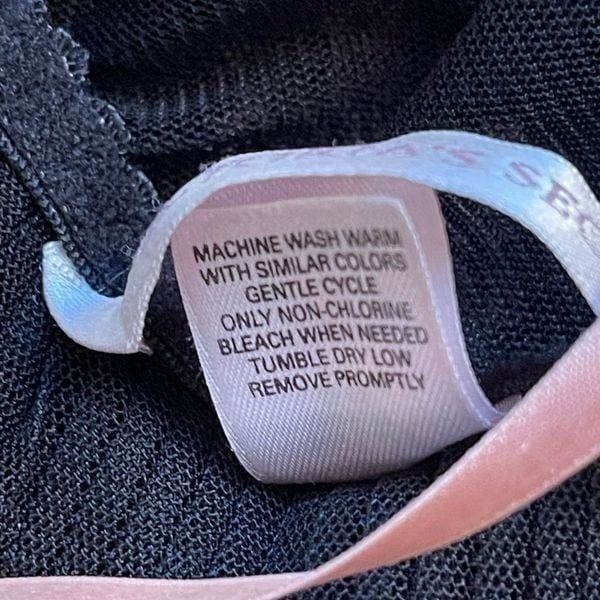 'S SEC
MACHINE WASH WARM
WITH SIMILAR COLORS
GENTLE CYCLE
ONLY NON-CHLORINE
BLEACH WHEN NEEDED
TUMBLE DRY LOW
REMOVE PROMPTLY